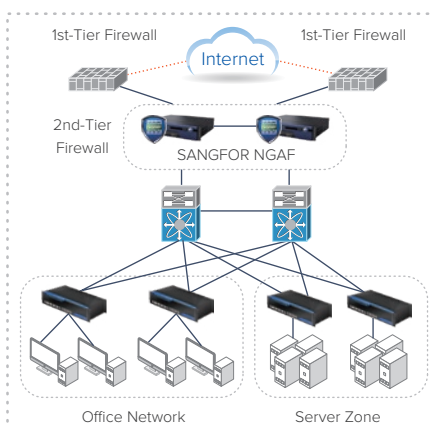 1st-Tier Firewall
Internet
1st-Tier Firewall
2nd-Tier
Firewall
SANGFOR NGAF
Office Network
Server Zone